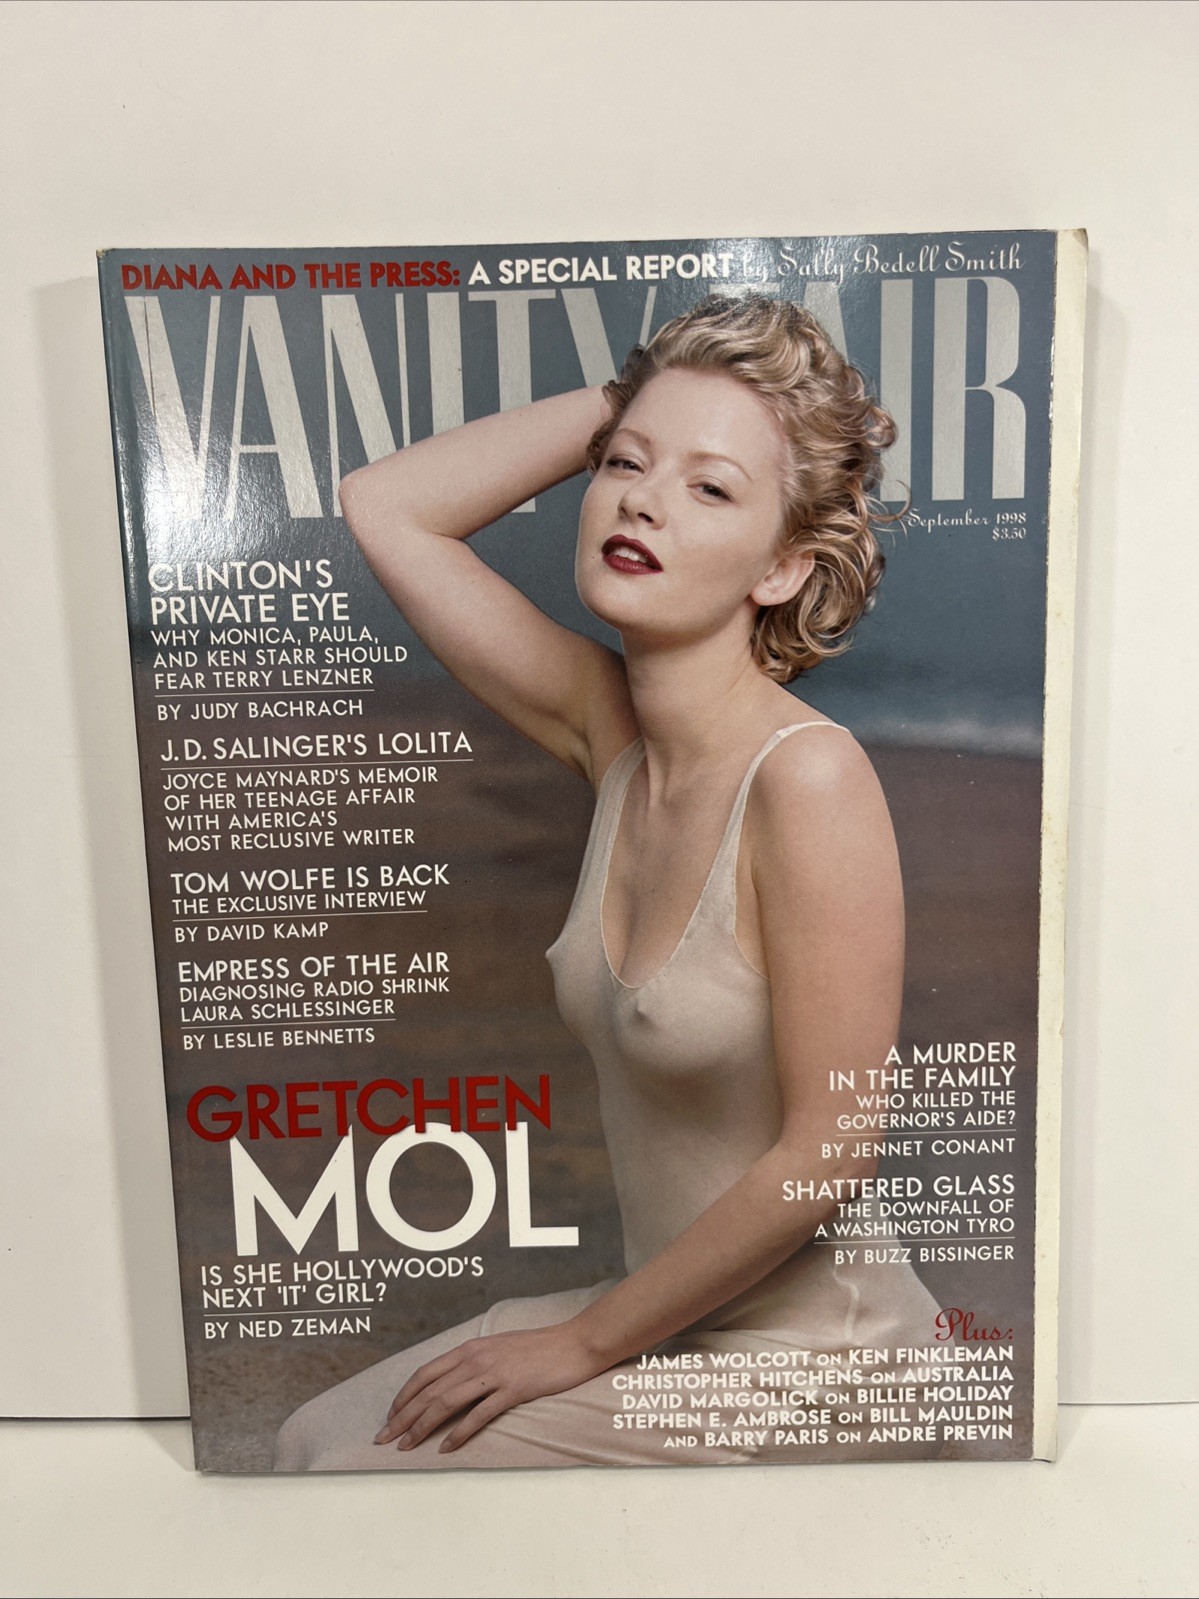 DIANA AND THE PRESS: A SPECIAL REPORT by Sally Bedell Smith
VANITY FAIR
September 1998
$3.50
CLINTON'S
PRIVATE EYE
WHY MONICA, PAULA,
AND KEN STARR SHOULD
FEAR TERRY LENZNER
BY JUDY BACHRACH
J.D. SALINGER'S LOLITA
JOYCE MAYNARD'S MEMOIR
OF HER TEENAGE AFFAIR
WITH AMERICA'S
MOST RECLUSIVE WRITER
TOM WOLFE IS BACK
THE EXCLUSIVE INTERVIEW
BY DAVID KAMP
EMPRESS OF THE AIR
DIAGNOSING RADIO SHRINK
LAURA SCHLESSINGER
BY LESLIE BENNETTS
GRETCHEN
MOL
IS SHE HOLLYWOOD'S
NEXT 'IT' GIRL?
BY NED ZEMAN
A MURDER
IN THE FAMILY
WHO KILLED THE
GOVERNOR'S AIDE?
BY JENNET CONANT
SHATTERED GLASS
THE DOWNFALL OF
A WASHINGTON TYRO
BY BUZZ BISSINGER
Plus:
JAMES WOLCOTT ON KEN FINKLEMAN
CHRISTOPHER HITCHENS ON AUSTRALIA
DAVID MARGOLICK ON BILLIE HOLIDAY
STEPHEN E. AMBROSE ON BILL MAULDIN
AND BARRY PARIS ON ANDRÉ PREVIN